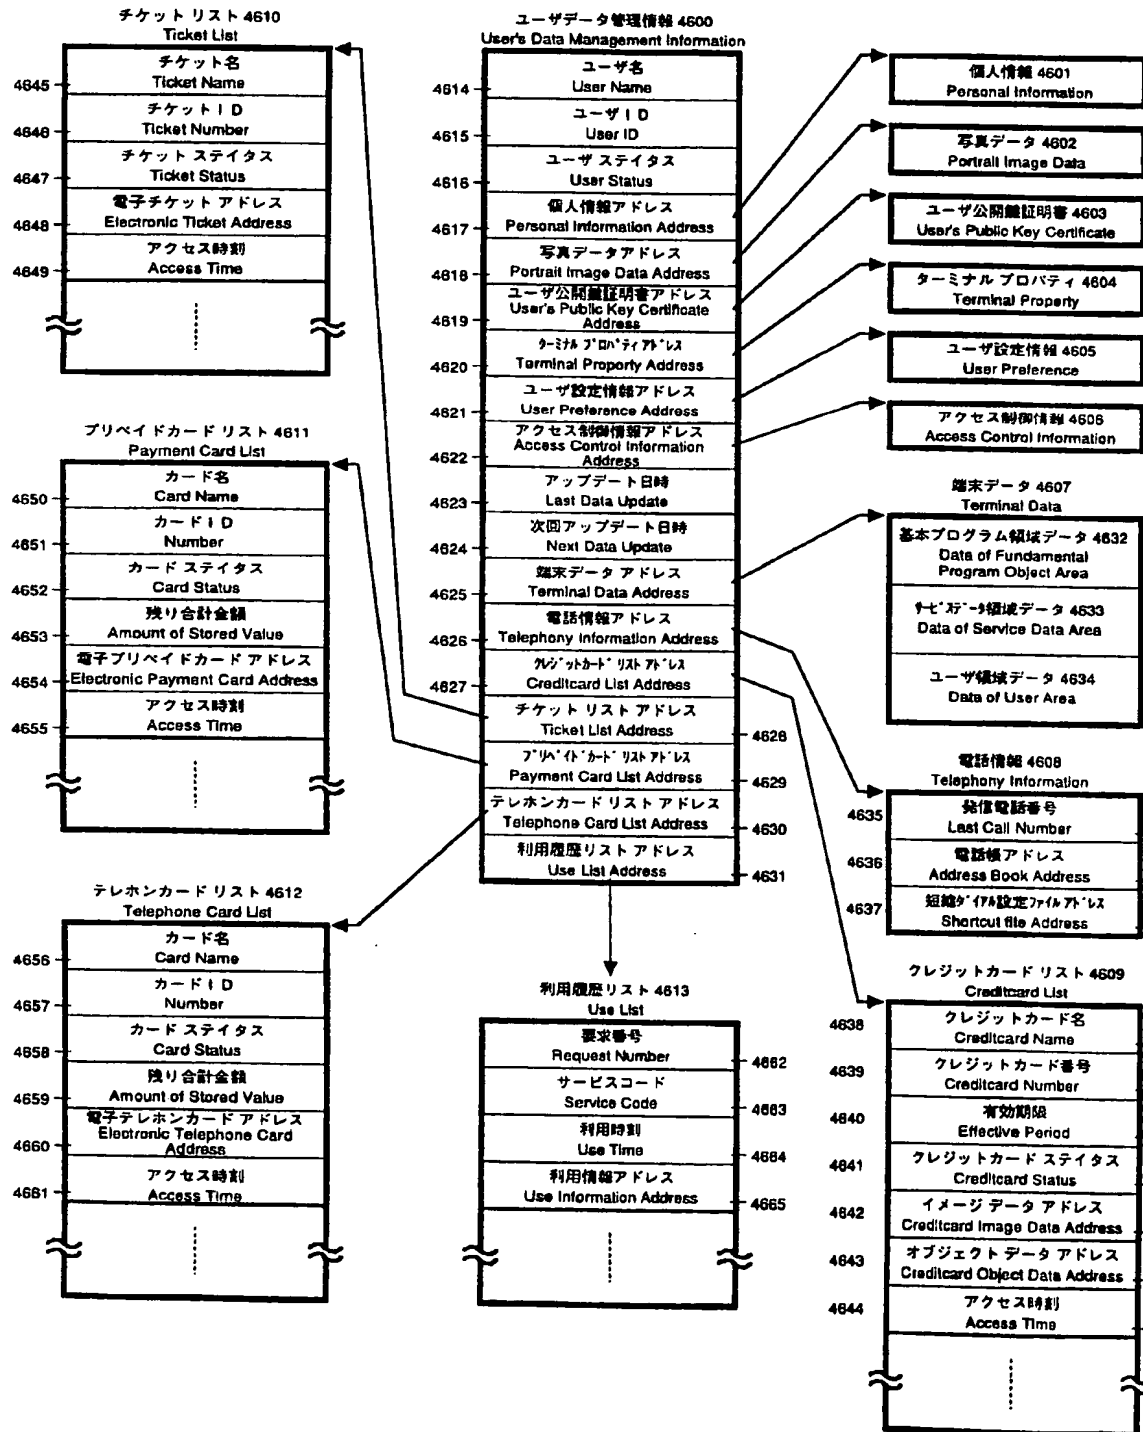 チケット リスト 4610
Ticket List
4645
チケット名
Ticket Name
4646
チケットID
Ticket Number
4647
チケット ステイタス
Ticket Status
4648
電子チケット アドレス
Electronic Ticket Address
4649
アクセス時刻
Access Time
プリペイドカード リスト 4611
Payment Card List
4650
カード名
Card Name
4651
カードID
Number
4652
カード ステイタス
Card Status
4653
残り合計金額
Amount of Stored Value
4654
電子プリペイドカード アドレス
Electronic Payment Card Address
4655
アクセス時刻
Access Time
テレホンカード リスト 4612
Telephone Card List
4656
カード名
Card Name
4657
カードID
Number
4658
カード ステイタス
Card Status
4659
残り合計金額
Amount of Stored Value
4660
電子テレホンカード アドレス
Electronic Telephone Card
Address
4661
アクセス時刻
Access Time
ユーザデータ管理情報 4600
User's Data Management Information
4614
ユーザ名
User Name
4615
ユーザID
User ID
4616
ユーザ ステイタス
User Status
4617
個人情報アドレス
Personal Information Address
4618
写真データアドレス
Portrait Image Data Address
4619
ユーザ公開鍵証明書アドレス
User's Public Key Certificate
Address
4620
ターミナル プロパティアドレス
Terminal Property Address
4621
ユーザ設定情報アドレス
User Preference Address
4622
アクセス制御情報アドレス
Access Control Information
Address
4623
アップデート日時
Last Data Update
4624
次回アップデート日時
Next Data Update
4625
端末データ アドレス
Terminal Data Address
4626
電話情報アドレス
Telephony Information Address
4627
クレジットカード リスト アドレス
Creditcard List Address
チケット リスト アドレス
Ticket List Address
4628
プリペイドカード リスト アドレス
Payment Card List Address
4629
テレホンカード リスト アドレス
Telephone Card List Address
4630
利用履歴リスト アドレス
Use List Address
4631
利用履歴リスト 4613
Use List
要求番号
Request Number
4662
サービスコード
Service Code
4663
利用時刻
Use Time
4664
利用情報アドレス
Use Information Address
4665
個人情報 4601
Personal Information
写真データ 4602
Portrait Image Data
ユーザ公開鍵証明書 4603
User's Public Key Certificate
ターミナル プロパティ 4604
Terminal Property
ユーザ設定情報 4605
User Preference
アクセス制御情報 4606
Access Control Information
端末データ 4607
Terminal Data
基本プログラム領域データ 4632
Data of Fundamental
Program Object Area
サービスデータ領域データ 4633
Data of Service Data Area
ユーザ領域データ 4634
Data of User Area
電話情報 4608
Telephony Information
4635
発信電話番号
Last Call Number
4636
電話帳アドレス
Address Book Address
4637
短縮ダイアル設定ファイル アドレス
Shortcut file Address
クレジットカード リスト 4609
Creditcard List
4638
クレジットカード名
Creditcard Name
4639
クレジットカード番号
Creditcard Number
4640
有効期限
Effective Period
4641
クレジットカード ステイタス
Creditcard Status
4642
イメージ データ アドレス
Creditcard Image Data Address
4643
オブジェクト データ アドレス
Creditcard Object Data Address
4644
アクセス時刻
Access Time